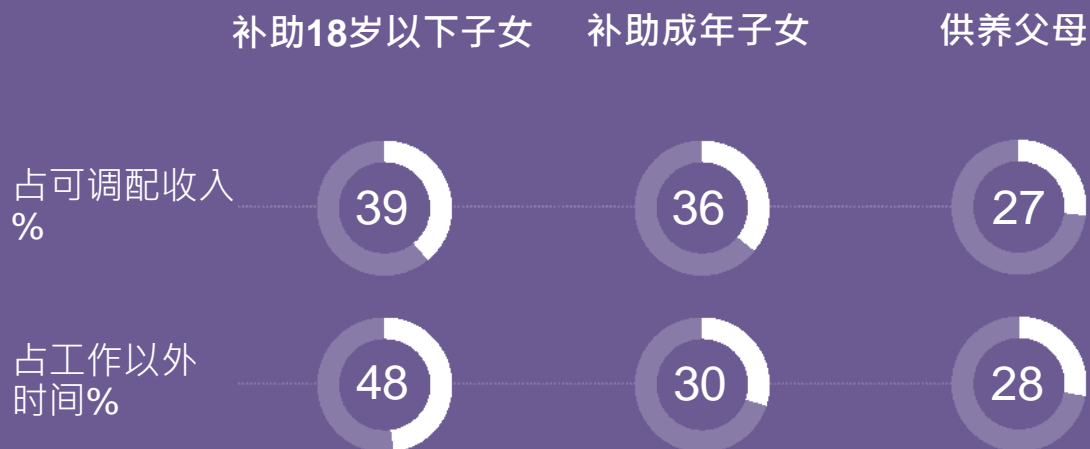 补助18岁以下子女 补助成年子女 供养父母
占可调配收入
%
39 36 27
占工作以外
时间%
48 30 28